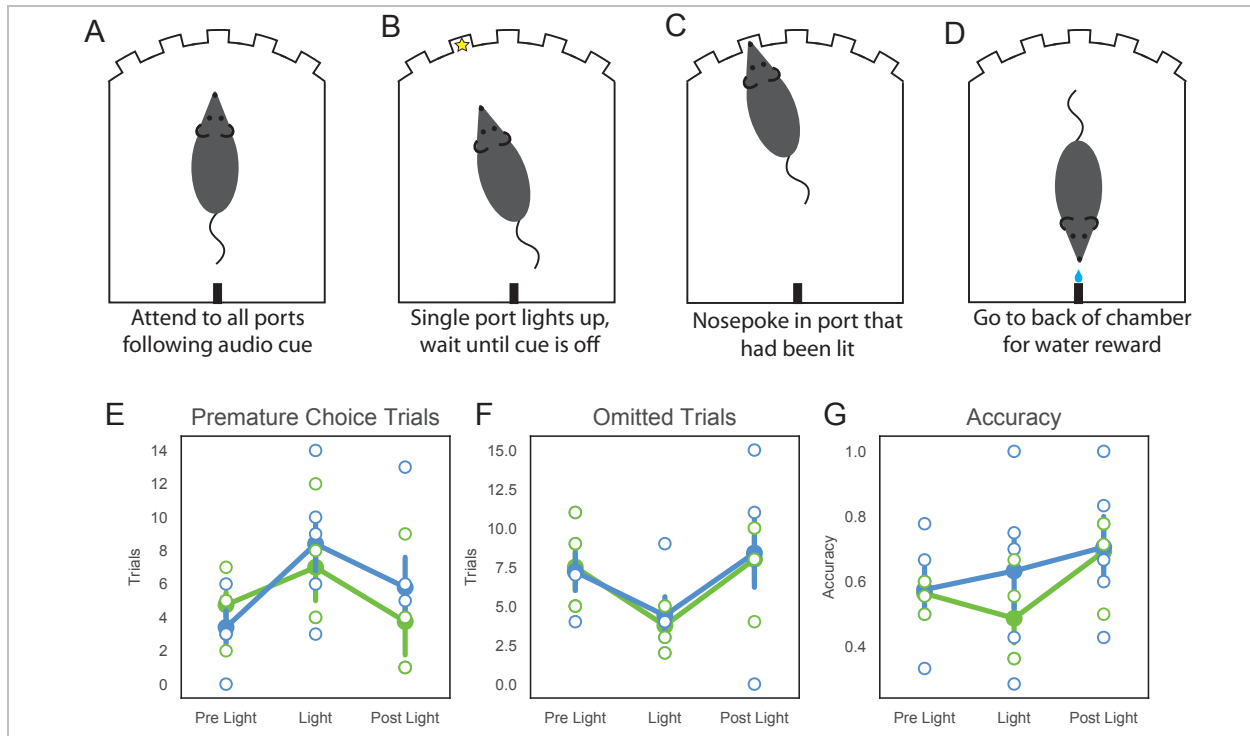 A
B
C
D
Attend to all ports
following audio cue
Single port lights up,
wait until cue is off
Nosepoke in port that
had been lit
Go to back of chamber
for water reward
E
Premature Choice Trials
Trials
14
12
10
8
6
4
2
0
Pre Light
Light
Post Light
F
Omitted Trials
Trials
15.0
12.5
10.0
7.5
5.0
2.5
0.0
Pre Light
Light
Post Light
G
Accuracy
Accuracy
1.0
0.8
0.6
0.4
Pre Light
Light
Post Light